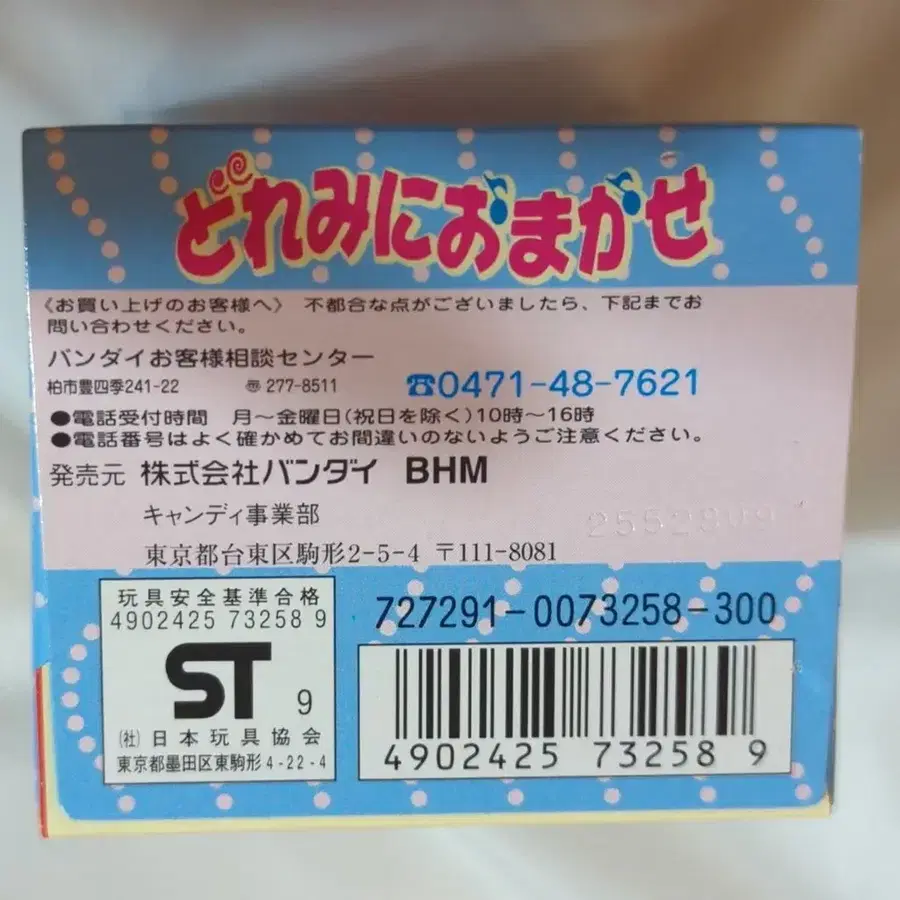 どれみにおまかせ
《お買い上げのお客様へ》 不都合な点がございましたら、下記までお
問い合わせください。
バンダイお客様相談センター
柏市豊四季241-22 〠277-8511 ☎0471-48-7621
●電話受付時間 月～金曜日(祝日を除く)10時～16時
●電話番号はよく確かめてお間違いのないようご注意ください。
発売元 株式会社バンダイ BHM
キャンディ事業部
東京都台東区駒形2-5-4 〒111-8081
玩具安全基準合格
4902425 73258 9
ST 9
(社)日本玩具協会
東京都墨田区東駒形4-22-4
727291-0073258-300
4902425 73258 9